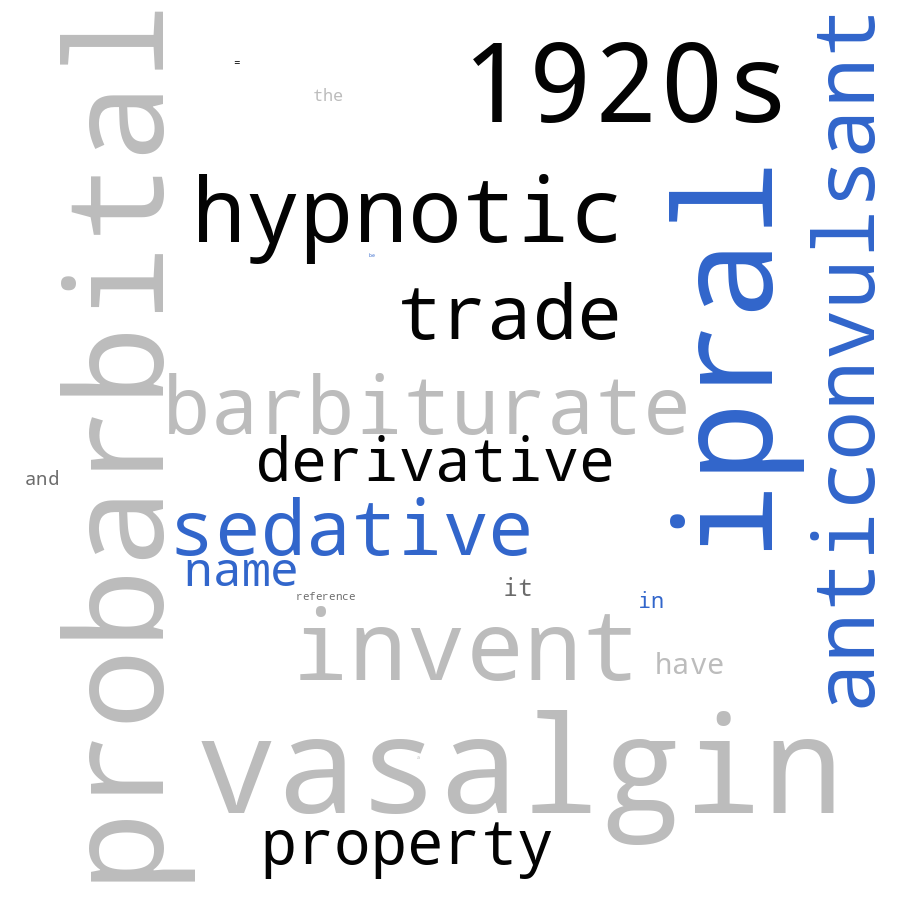 probarbital
=
the
1920s
anticonvulsant
hypnotic
ipral
be
trade
barbiturate
derivative
and
sedative
name
reference
it
in
invent
have
vasalgin
property